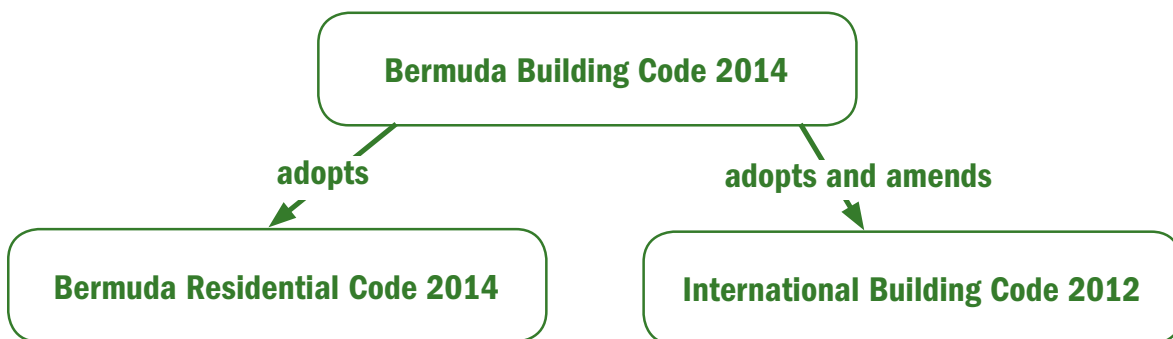 Bermuda Building Code 2014
adopts
adopts and amends
Bermuda Residential Code 2014
International Building Code 2012